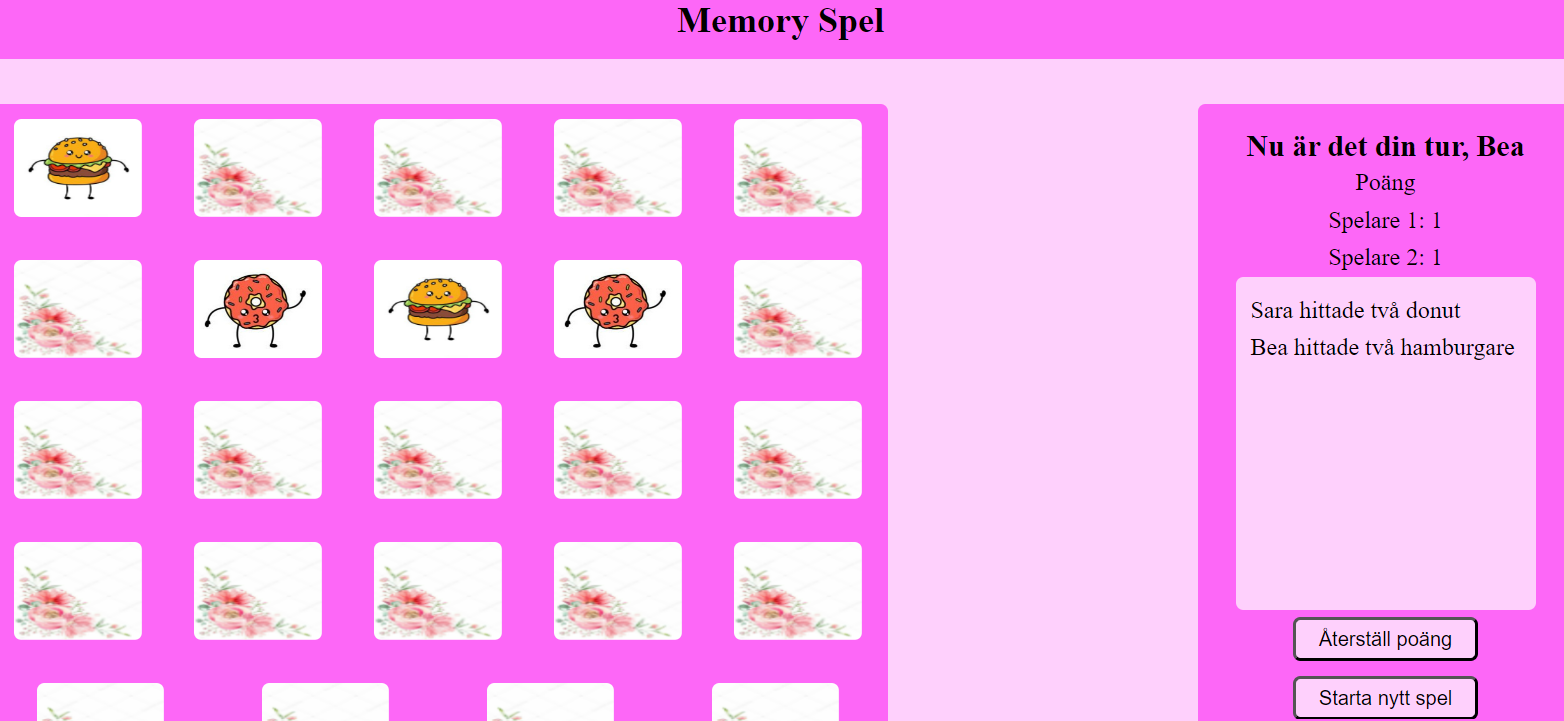 Memory Spel
Nu är det din tur, Bea
Poäng
Spelare 1: 1
Spelare 2: 1
Sara hittade två donut
Bea hittade två hamburgare
Återställ poäng
Starta nytt spel